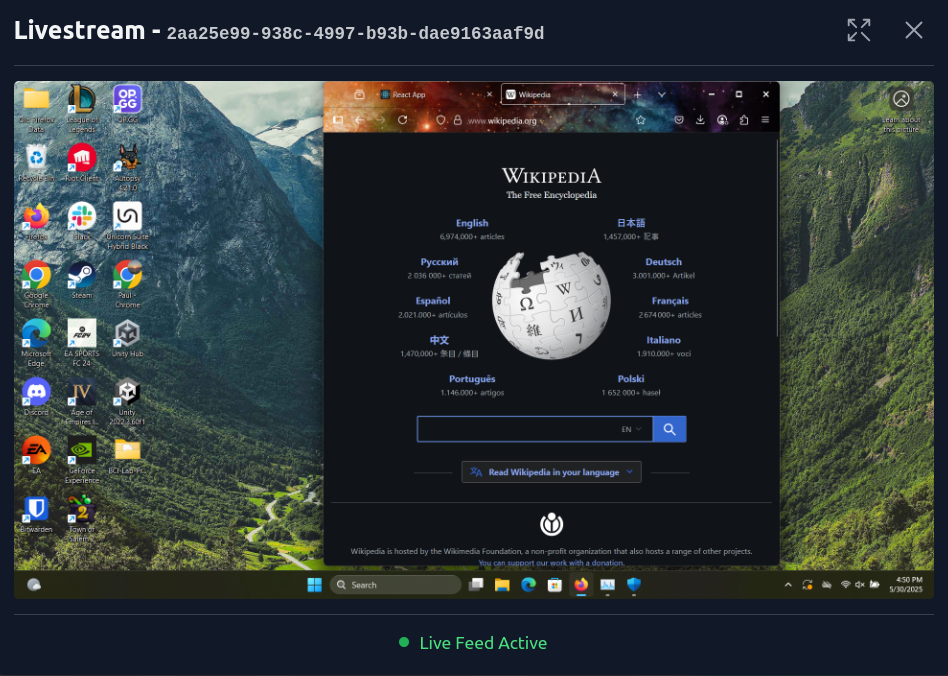 Livestream - 2aa25e99-938c-4997-b93b-dae9163aaf9d
React App
Wikipedia
www.wikipedia.org
Data
League of
Legends
OP.GG
Recycle Bin
Riot Client
Autopsy
4.21.0
Firefox
Slack
Unicorn Suite
Hybrid Black
Google
Chrome
Steam
Paul -
Chrome
Microsoft
Edge
EA SPORTS
FC 24
Unity Hub
Discord
Age of
Empires I...
Unity
2022.3.60f1
EA
GeForce
Experience
BCI-Lab-Fr...
Bitwarden
Town of
Salem
Learn about
this picture
WIKIPEDIA
The Free Encyclopedia
English
6,974,000+ articles
日本語
1,457,000+ 記事
Русский
2 036 000+ статей
Deutsch
3.001.000+ Artikel
Español
2.021.000+ artículos
Français
2 674 000+ articles
中文
1,470,000+ 条目 / 條目
Italiano
1.910.000+ voci
Português
1.146.000+ artigos
Polski
1 652 000+ haseł
EN
Read Wikipedia in your language
Wikipedia is hosted by the Wikimedia Foundation, a non-profit organization that also hosts a range of other projects.
You can support our work with a donation.
Search
4:50 PM
5/30/2025
Live Feed Active